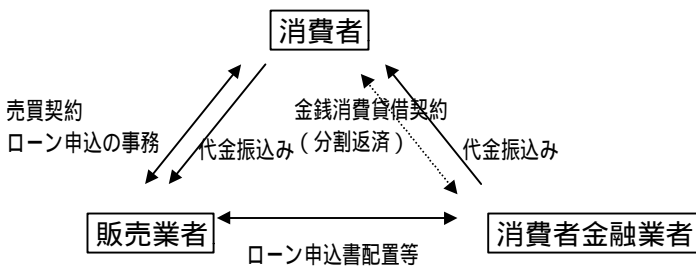 消費者
売買契約
ローン申込の事務
代金振込み
金銭消費貸借契約
（分割返済）
代金振込み
販売業者
消費者金融業者
ローン申込書配置等